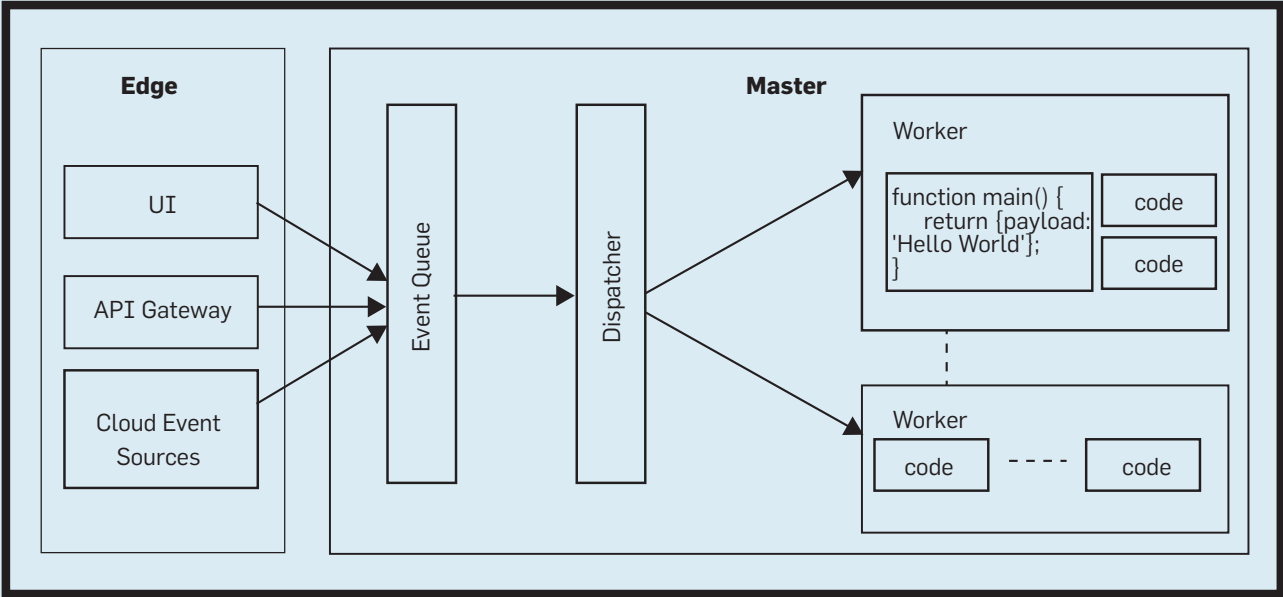 Edge
UI
API Gateway
Cloud Event
Sources
Master
Event Queue
Dispatcher
Worker
function main() {
return {payload:
'Hello World'};
}
code
code
Worker
code
code